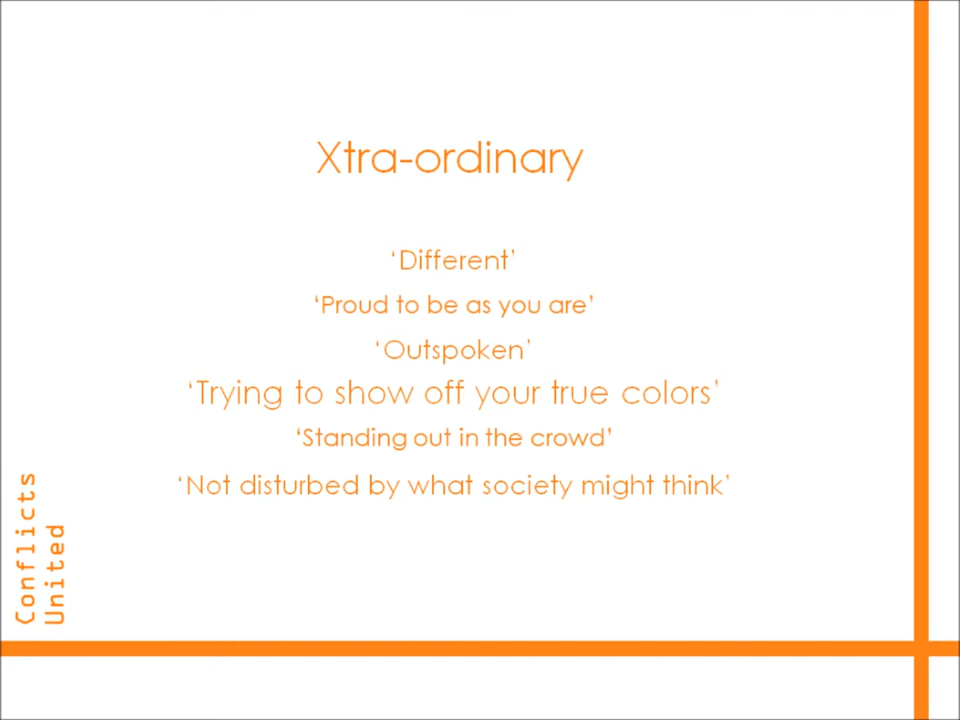 Xtra-ordinary
‘Different’
‘Proud to be as you are’
‘Outspoken’
‘Trying to show off your true colors’
‘Standing out in the crowd’
‘Not disturbed by what society might think’
Conflicts
United